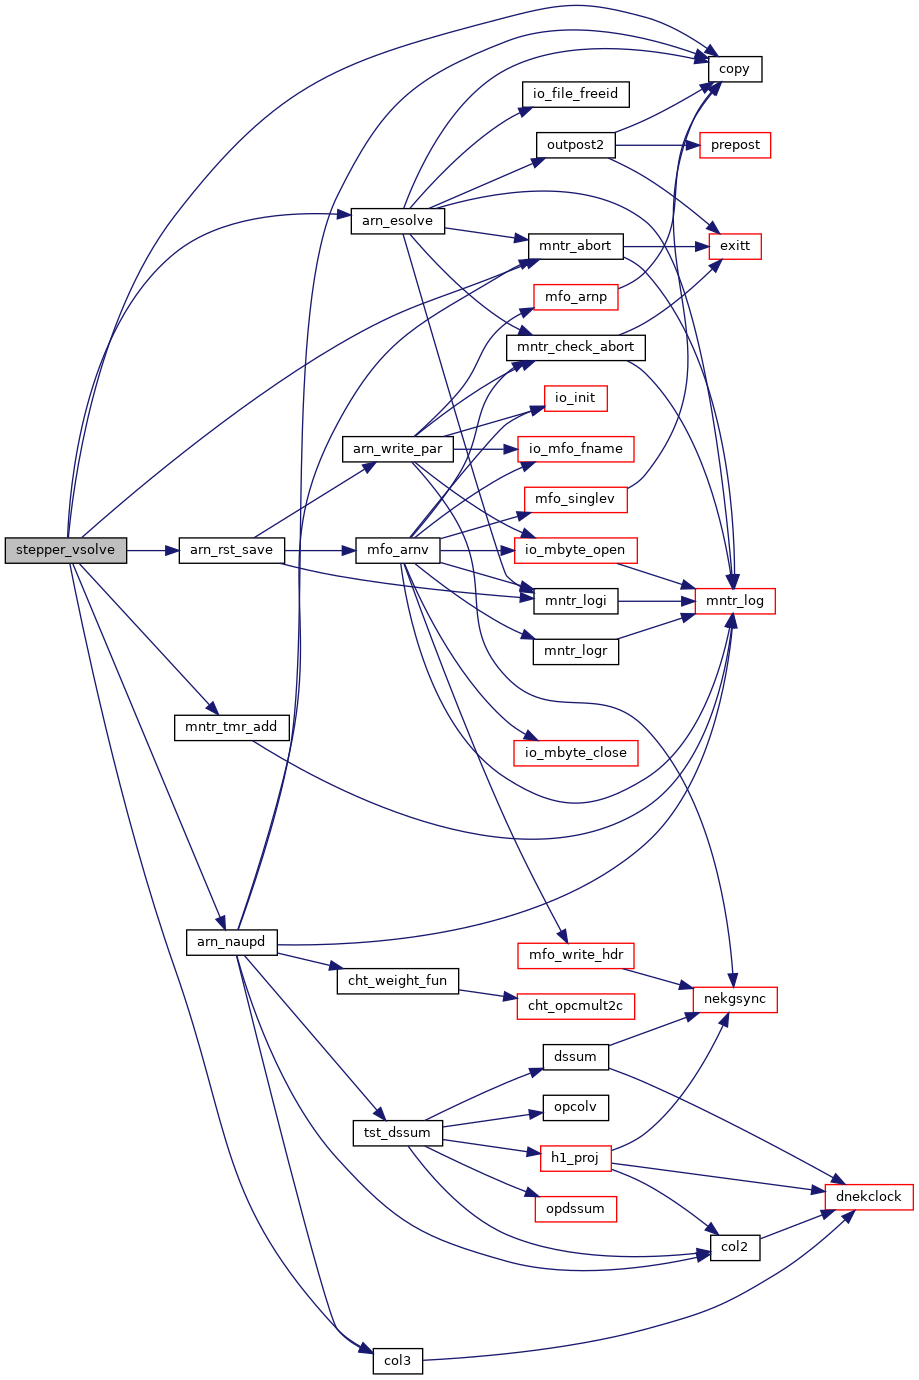 copy
io_file_freeid
outpost2
prepost
arn_esolve
mntr_abort
exitt
mfo_arnp
mntr_check_abort
io_init
arn_write_par
io_mfo_fname
mfo_singlev
stepper_vsolve
arn_rst_save
mfo_arnv
io_mbyte_open
mntr_logi
mntr_log
mntr_logr
mntr_tmr_add
io_mbyte_close
arn_naupd
mfo_write_hdr
cht_weight_fun
nekgsync
cht_opcmult2c
dssum
opcolv
tst_dssum
h1_proj
dnekclock
opdssum
col2
col3